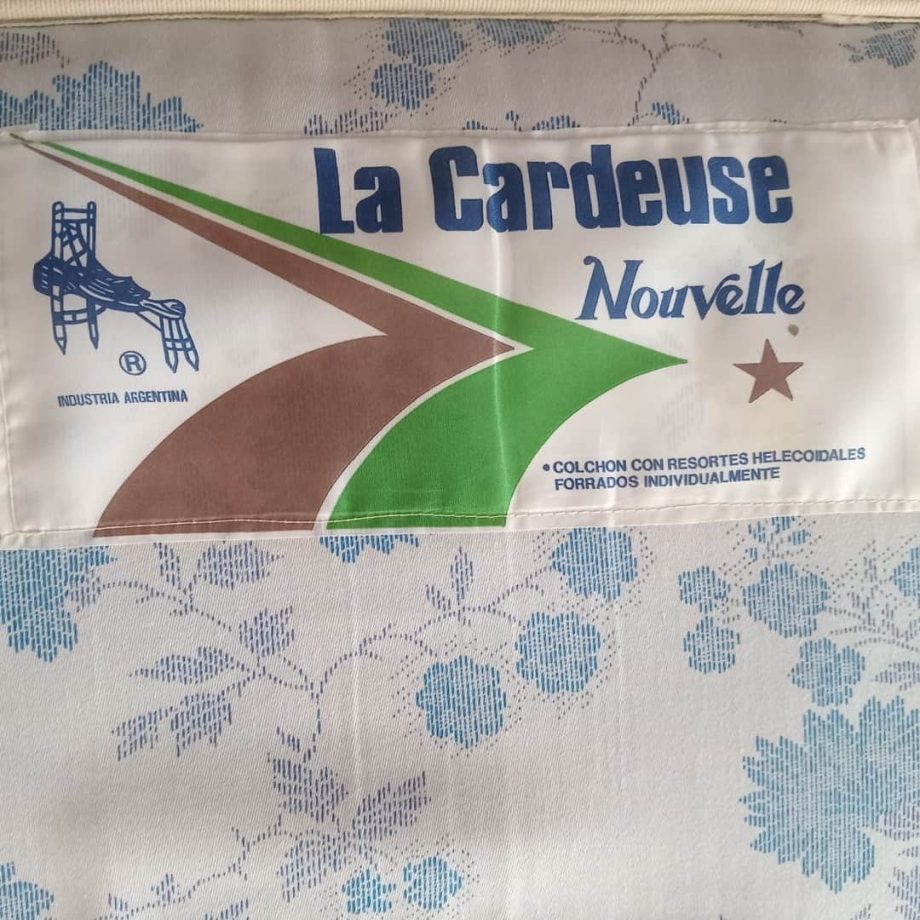 La Cardeuse
Nouvelle
®
INDUSTRIA ARGENTINA
• COLCHON CON RESORTES HELECOIDALES
FORRADOS INDIVIDUALMENTE